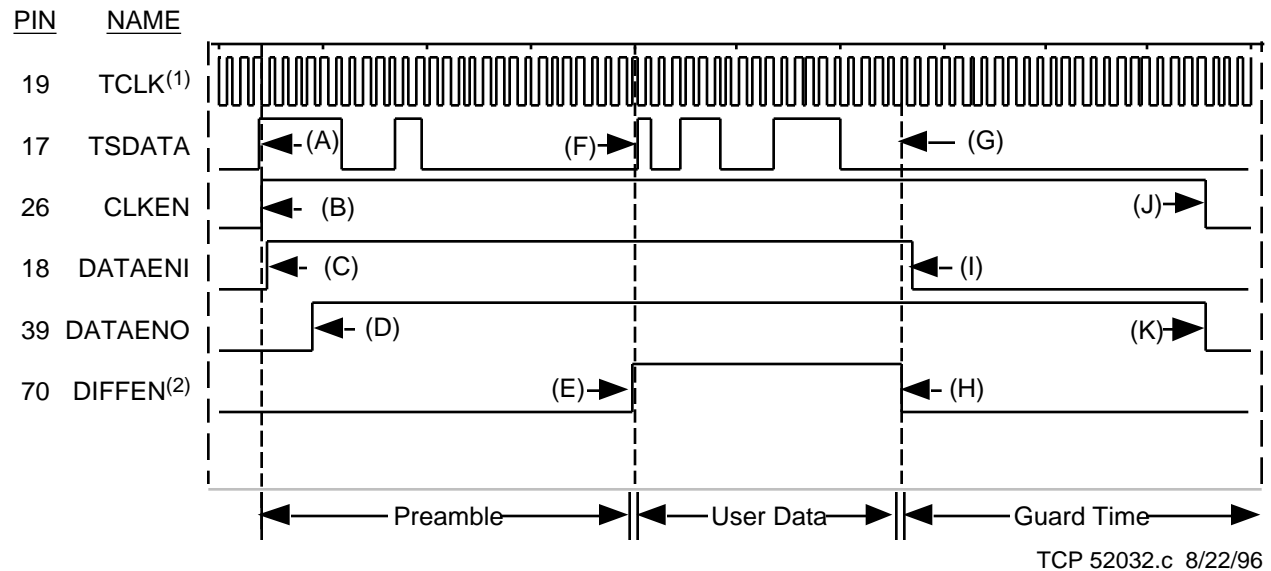 PIN NAME
19 TCLK(1)
17 TSDATA (A) (F) (G)
26 CLKEN (B) (J)
18 DATAENI (C) (I)
39 DATAENO (D) (K)
70 DIFFEN(2) (E) (H)
Preamble User Data Guard Time
TCP 52032.c 8/22/96